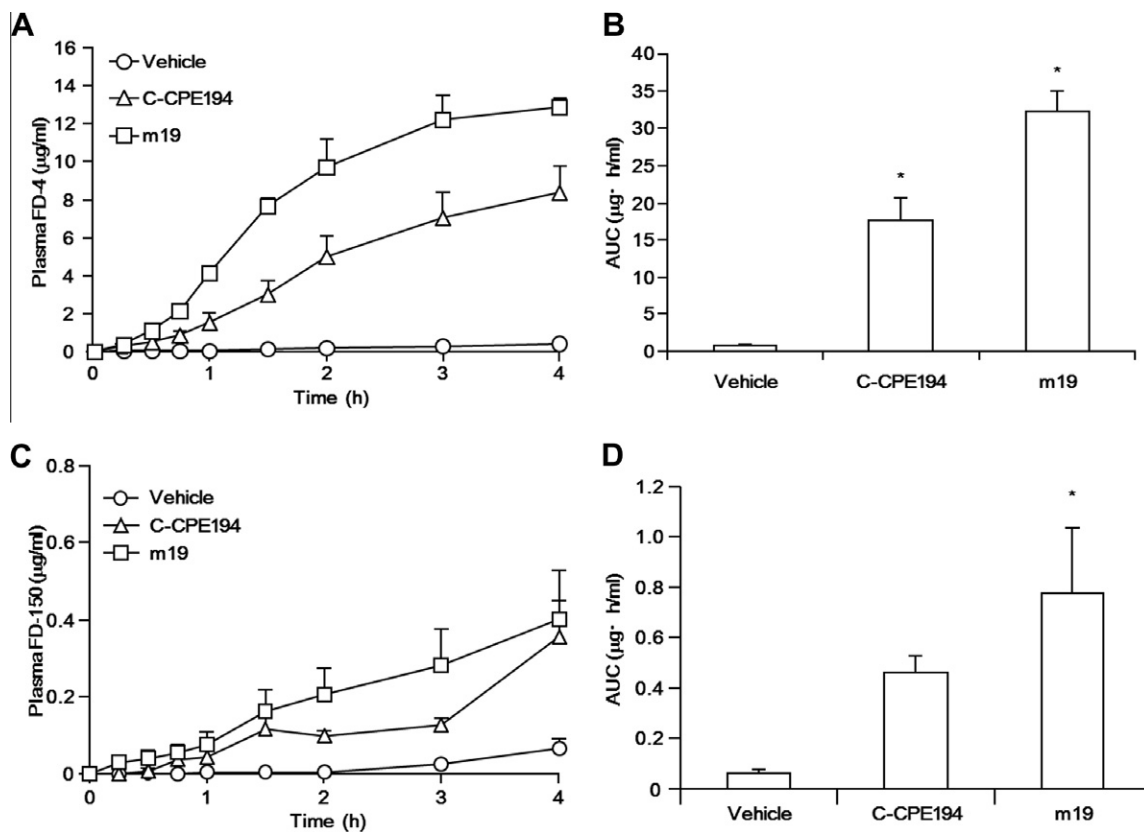 A
Plasma FD-4 (μg/ml)
16
14
12
10
8
6
4
2
0
Vehicle
C-CPE194
m19
0 1 2 3 4
Time (h)
B
AUC (μg· h/ml)
40
35
30
25
20
15
10
5
0
*
*
Vehicle C-CPE194 m19
C
Plasma FD-150 (μg/ml)
0.8
0.6
0.4
0.2
0
Vehicle
C-CPE194
m19
0 1 2 3 4
Time (h)
D
AUC (μg· h/ml)
1.2
1.0
0.8
0.6
0.4
0.2
0
*
Vehicle C-CPE194 m19